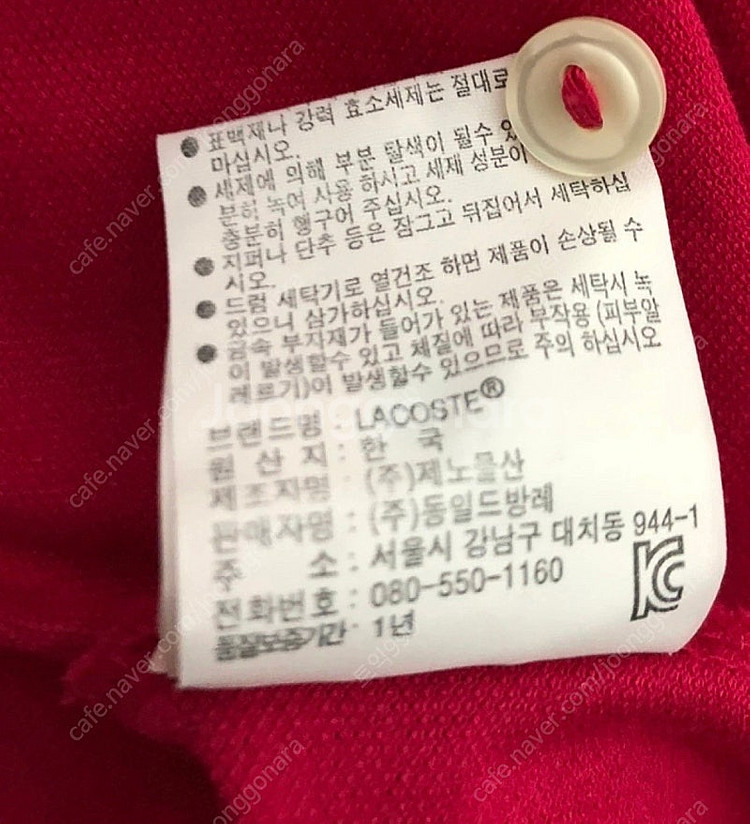 표백제나 강력 효소세제는 절대로
마십시오.
세제에 의해 부분 탈색이 될수
분히 녹여 사용 하시고 세제 성분이
충분히 행구어 주십시오.
지퍼나 단추 등은 잠그고 뒤집어서 세탁하십
시오.
드럼 세탁기로 열건조 하면 제품이 손상될 수
있으니 삼가하십시오.
금속 부자재가 들어가 있는 제품은 세탁시 녹
이 발생할수 있고 체질에 따라 부작용 (피부알
레르기)이 발생할수 있으므로 주의 하십시오
브랜드명 : LACOSTE®
원 산 지 : 한 국
제조자명 : (주)제노물산
판매자명 : (주)동일드방레
주 소 : 서울시 강남구 대치동 944-1
전화번호 : 080-550-1160
품질보증기간 : 1년
KC
Joonggonara
cafe.naver.com/joonggonara